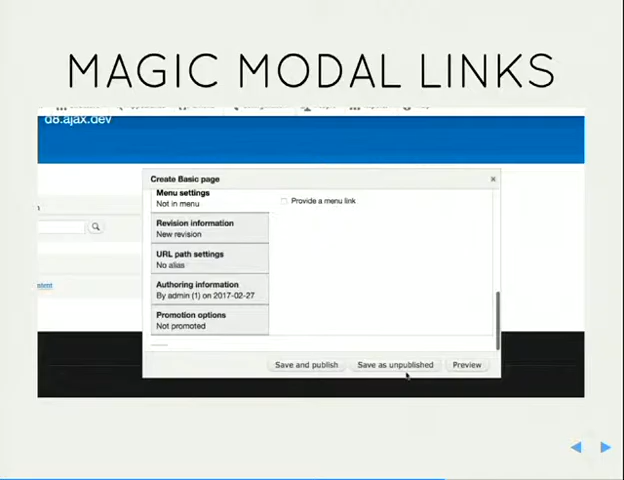 MAGIC MODAL LINKS
d8.ajax.dev
Create Basic page
Menu settings
Not in menu
Provide a menu link
Revision information
New revision
URL path settings
No alias
Authoring information
By admin (1) on 2017-02-27
Promotion options
Not promoted
Save and publish Save as unpublished Preview